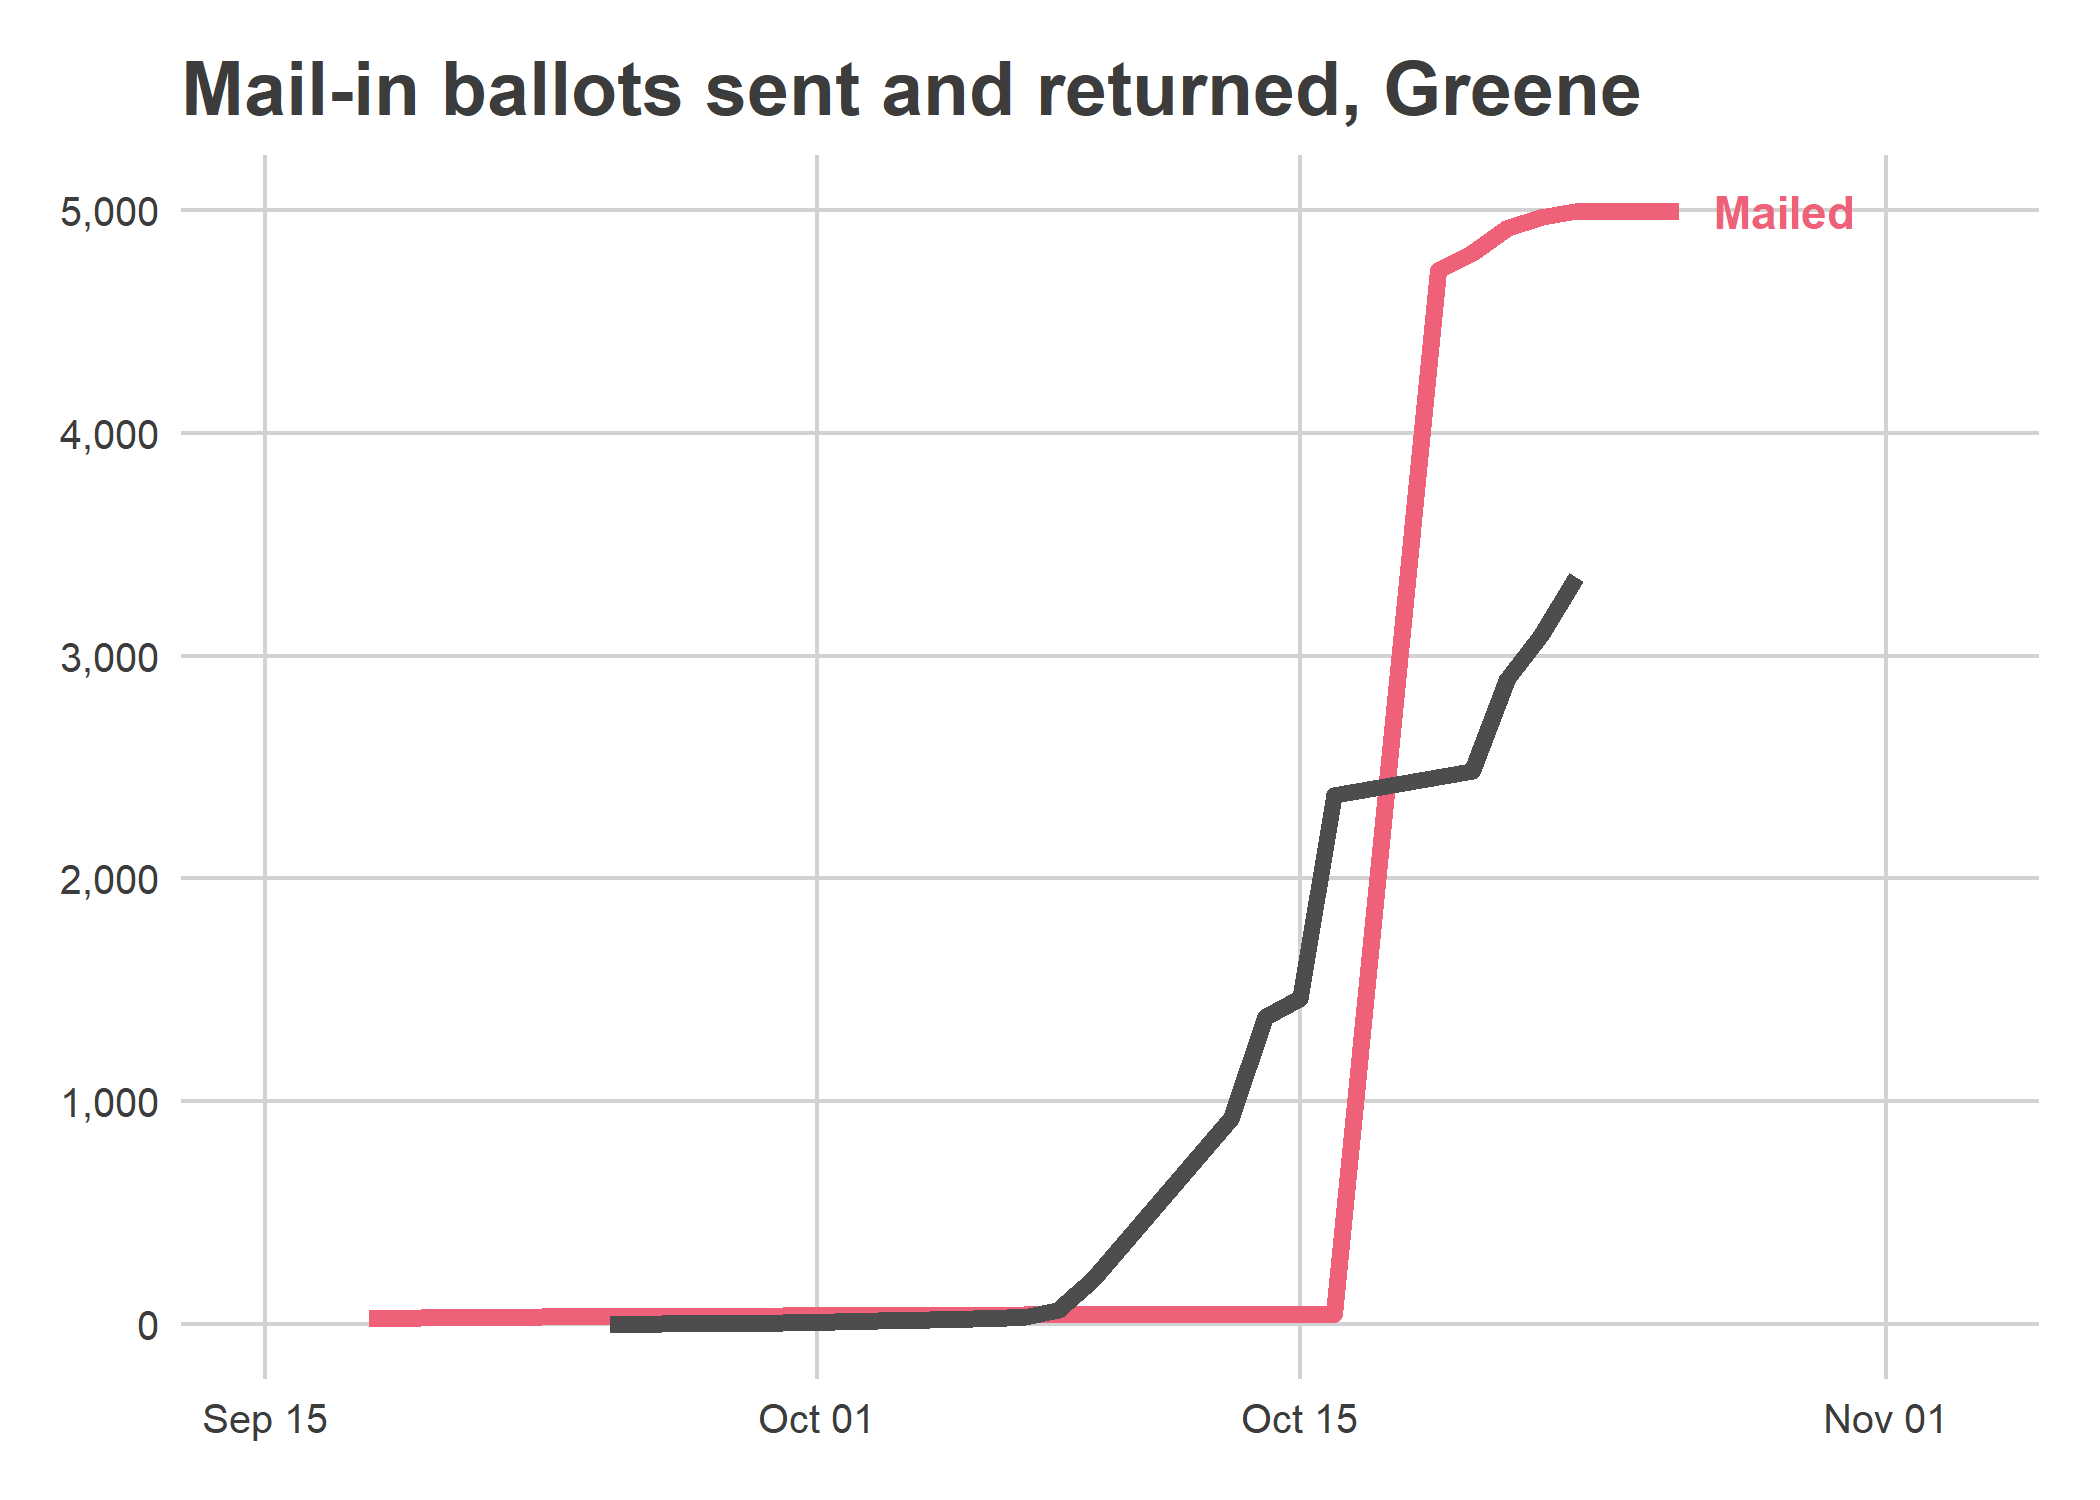 Mail-in ballots sent and returned, Greene
5,000
Mailed
4,000
3,000
2,000
1,000
0
Sep 15
Oct 01
Oct 15
Nov 01